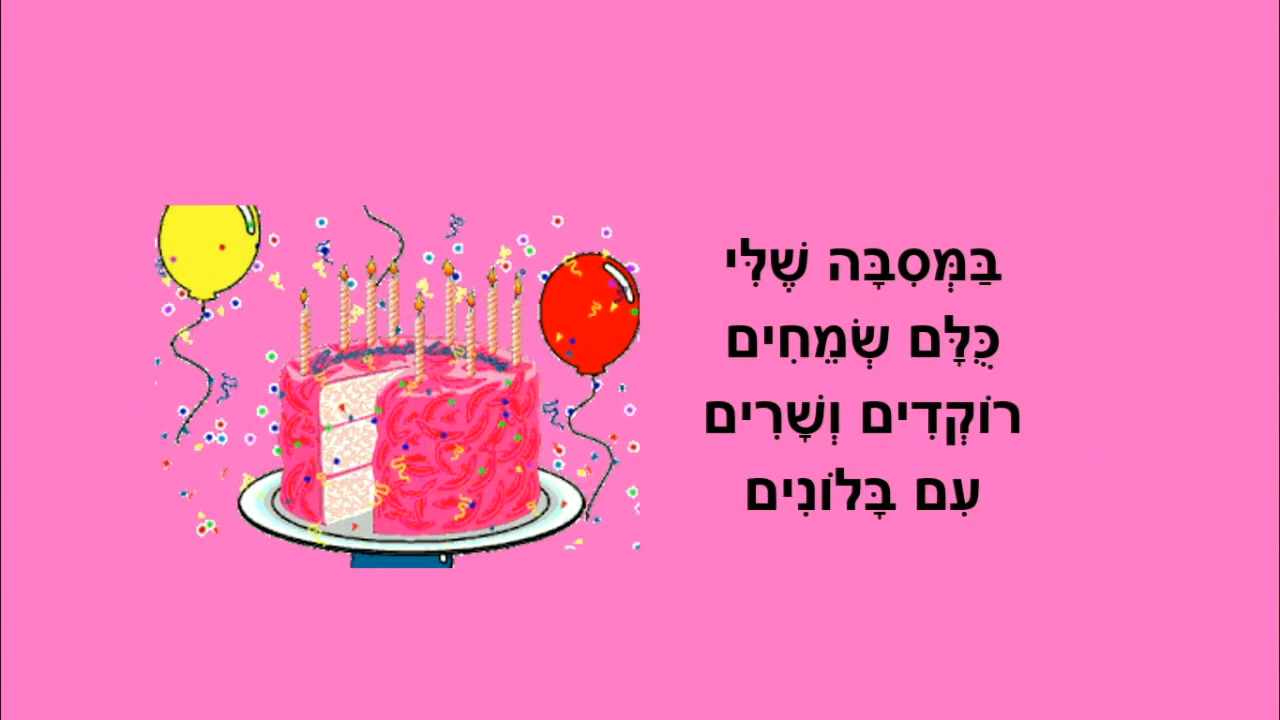 בַּמְּסִבָּה שֶׁלִּי
כֻּלָּם שְׂמֵחִים
רוֹקְדִים וְשָׁרִים
עִם בָּלוֹנִים